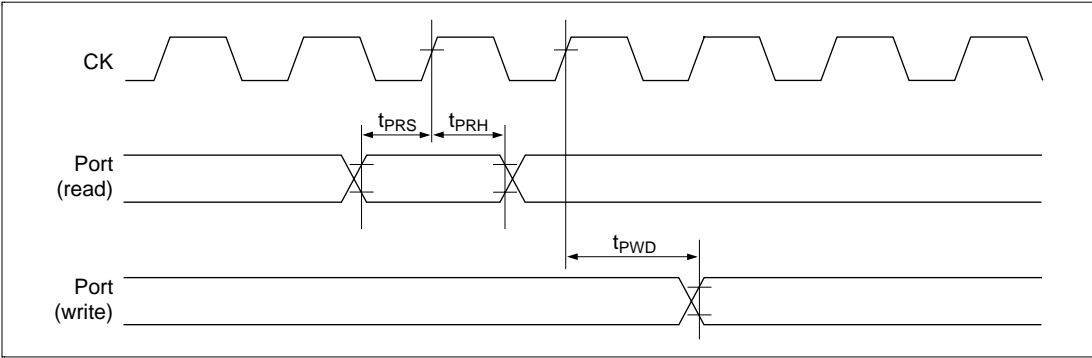 CK
tPRS tPRH
Port
(read)
tPWD
Port
(write)